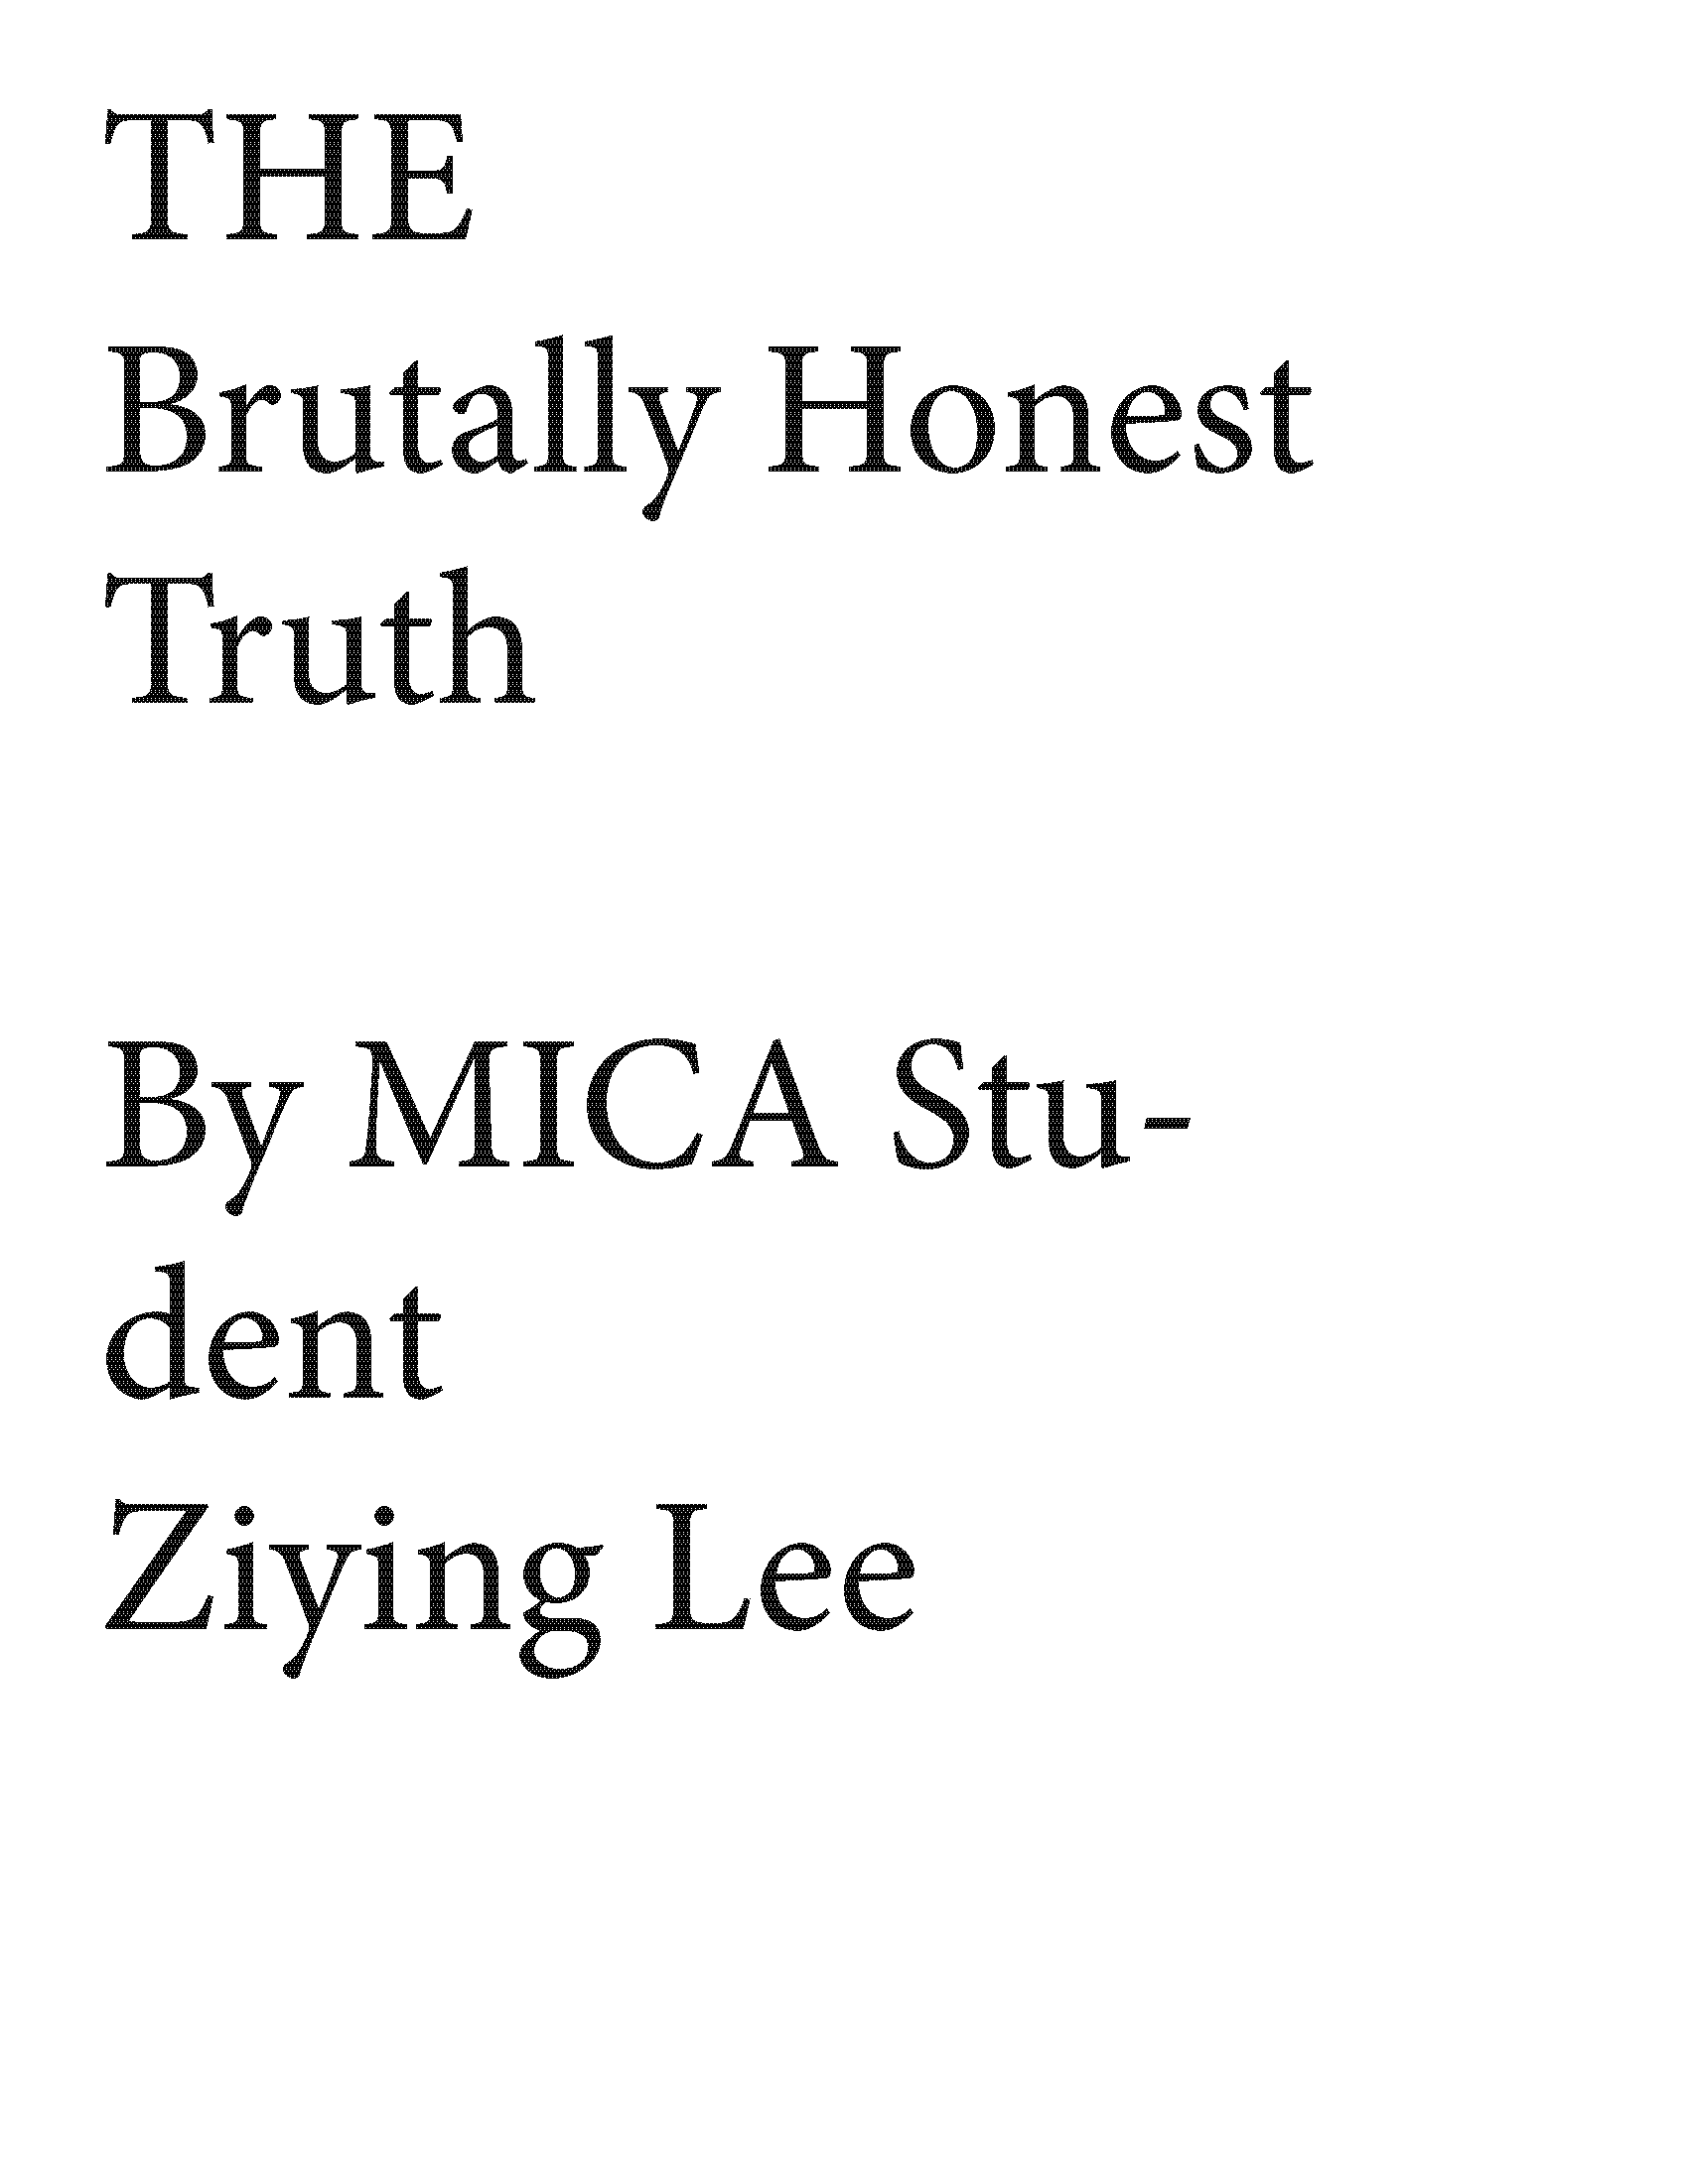 THE
Brutally Honest
Truth
By MICA Stu-
dent
Ziying Lee